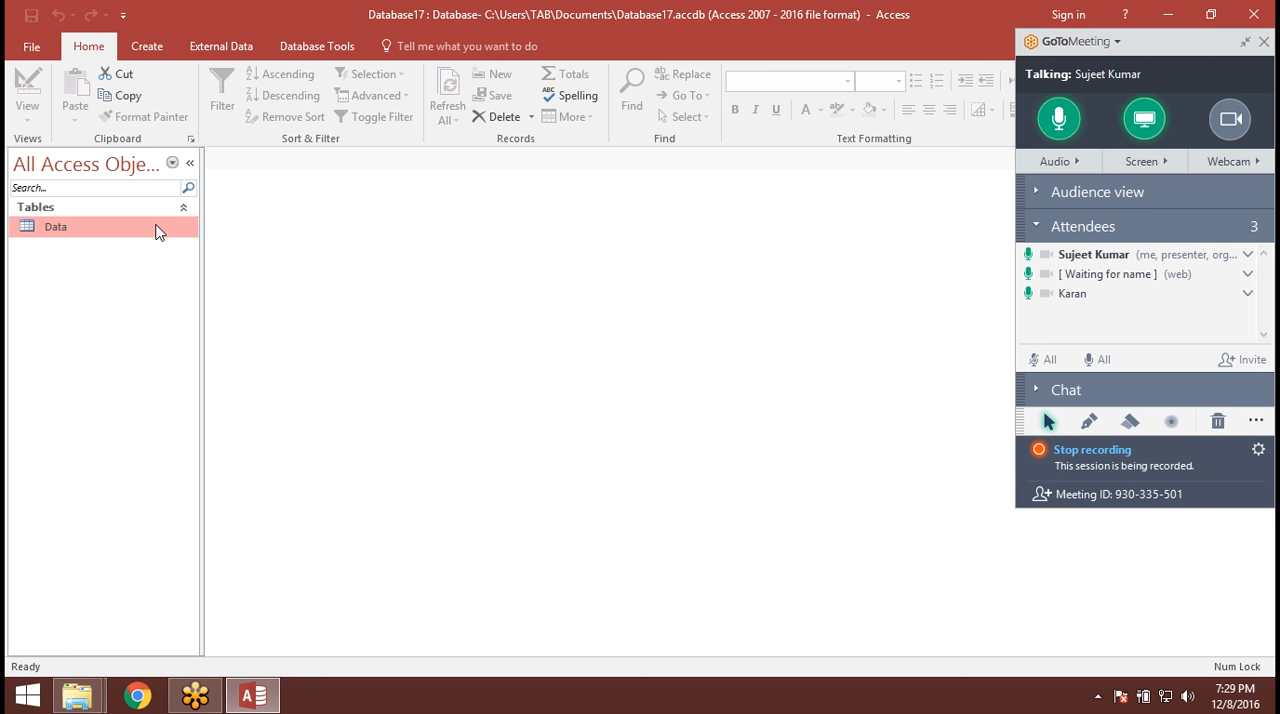 Database17 : Database- C:\Users\TAB\Documents\Database17.accdb (Access 2007 - 2016 file format) - Access
Sign in
?
File
Home
Create
External Data
Database Tools
Tell me what you want to do
View
Views
Paste
Cut
Copy
Format Painter
Clipboard
Filter
Ascending
Descending
Remove Sort
Selection
Advanced
Toggle Filter
Sort & Filter
Refresh
All
New
Save
Delete
Totals
Spelling
More
Records
Find
Replace
Go To
Select
Find
B I U A
Text Formatting
All Access Obje...
Search...
Tables
Data
GoToMeeting
Talking: Sujeet Kumar
Audio
Screen
Webcam
Audience view
Attendees 3
Sujeet Kumar (me, presenter, org...
[ Waiting for name ] (web)
Karan
All
All
Invite
Chat
Stop recording
This session is being recorded.
Meeting ID: 930-335-501
Ready
Num Lock
7:29 PM
12/8/2016